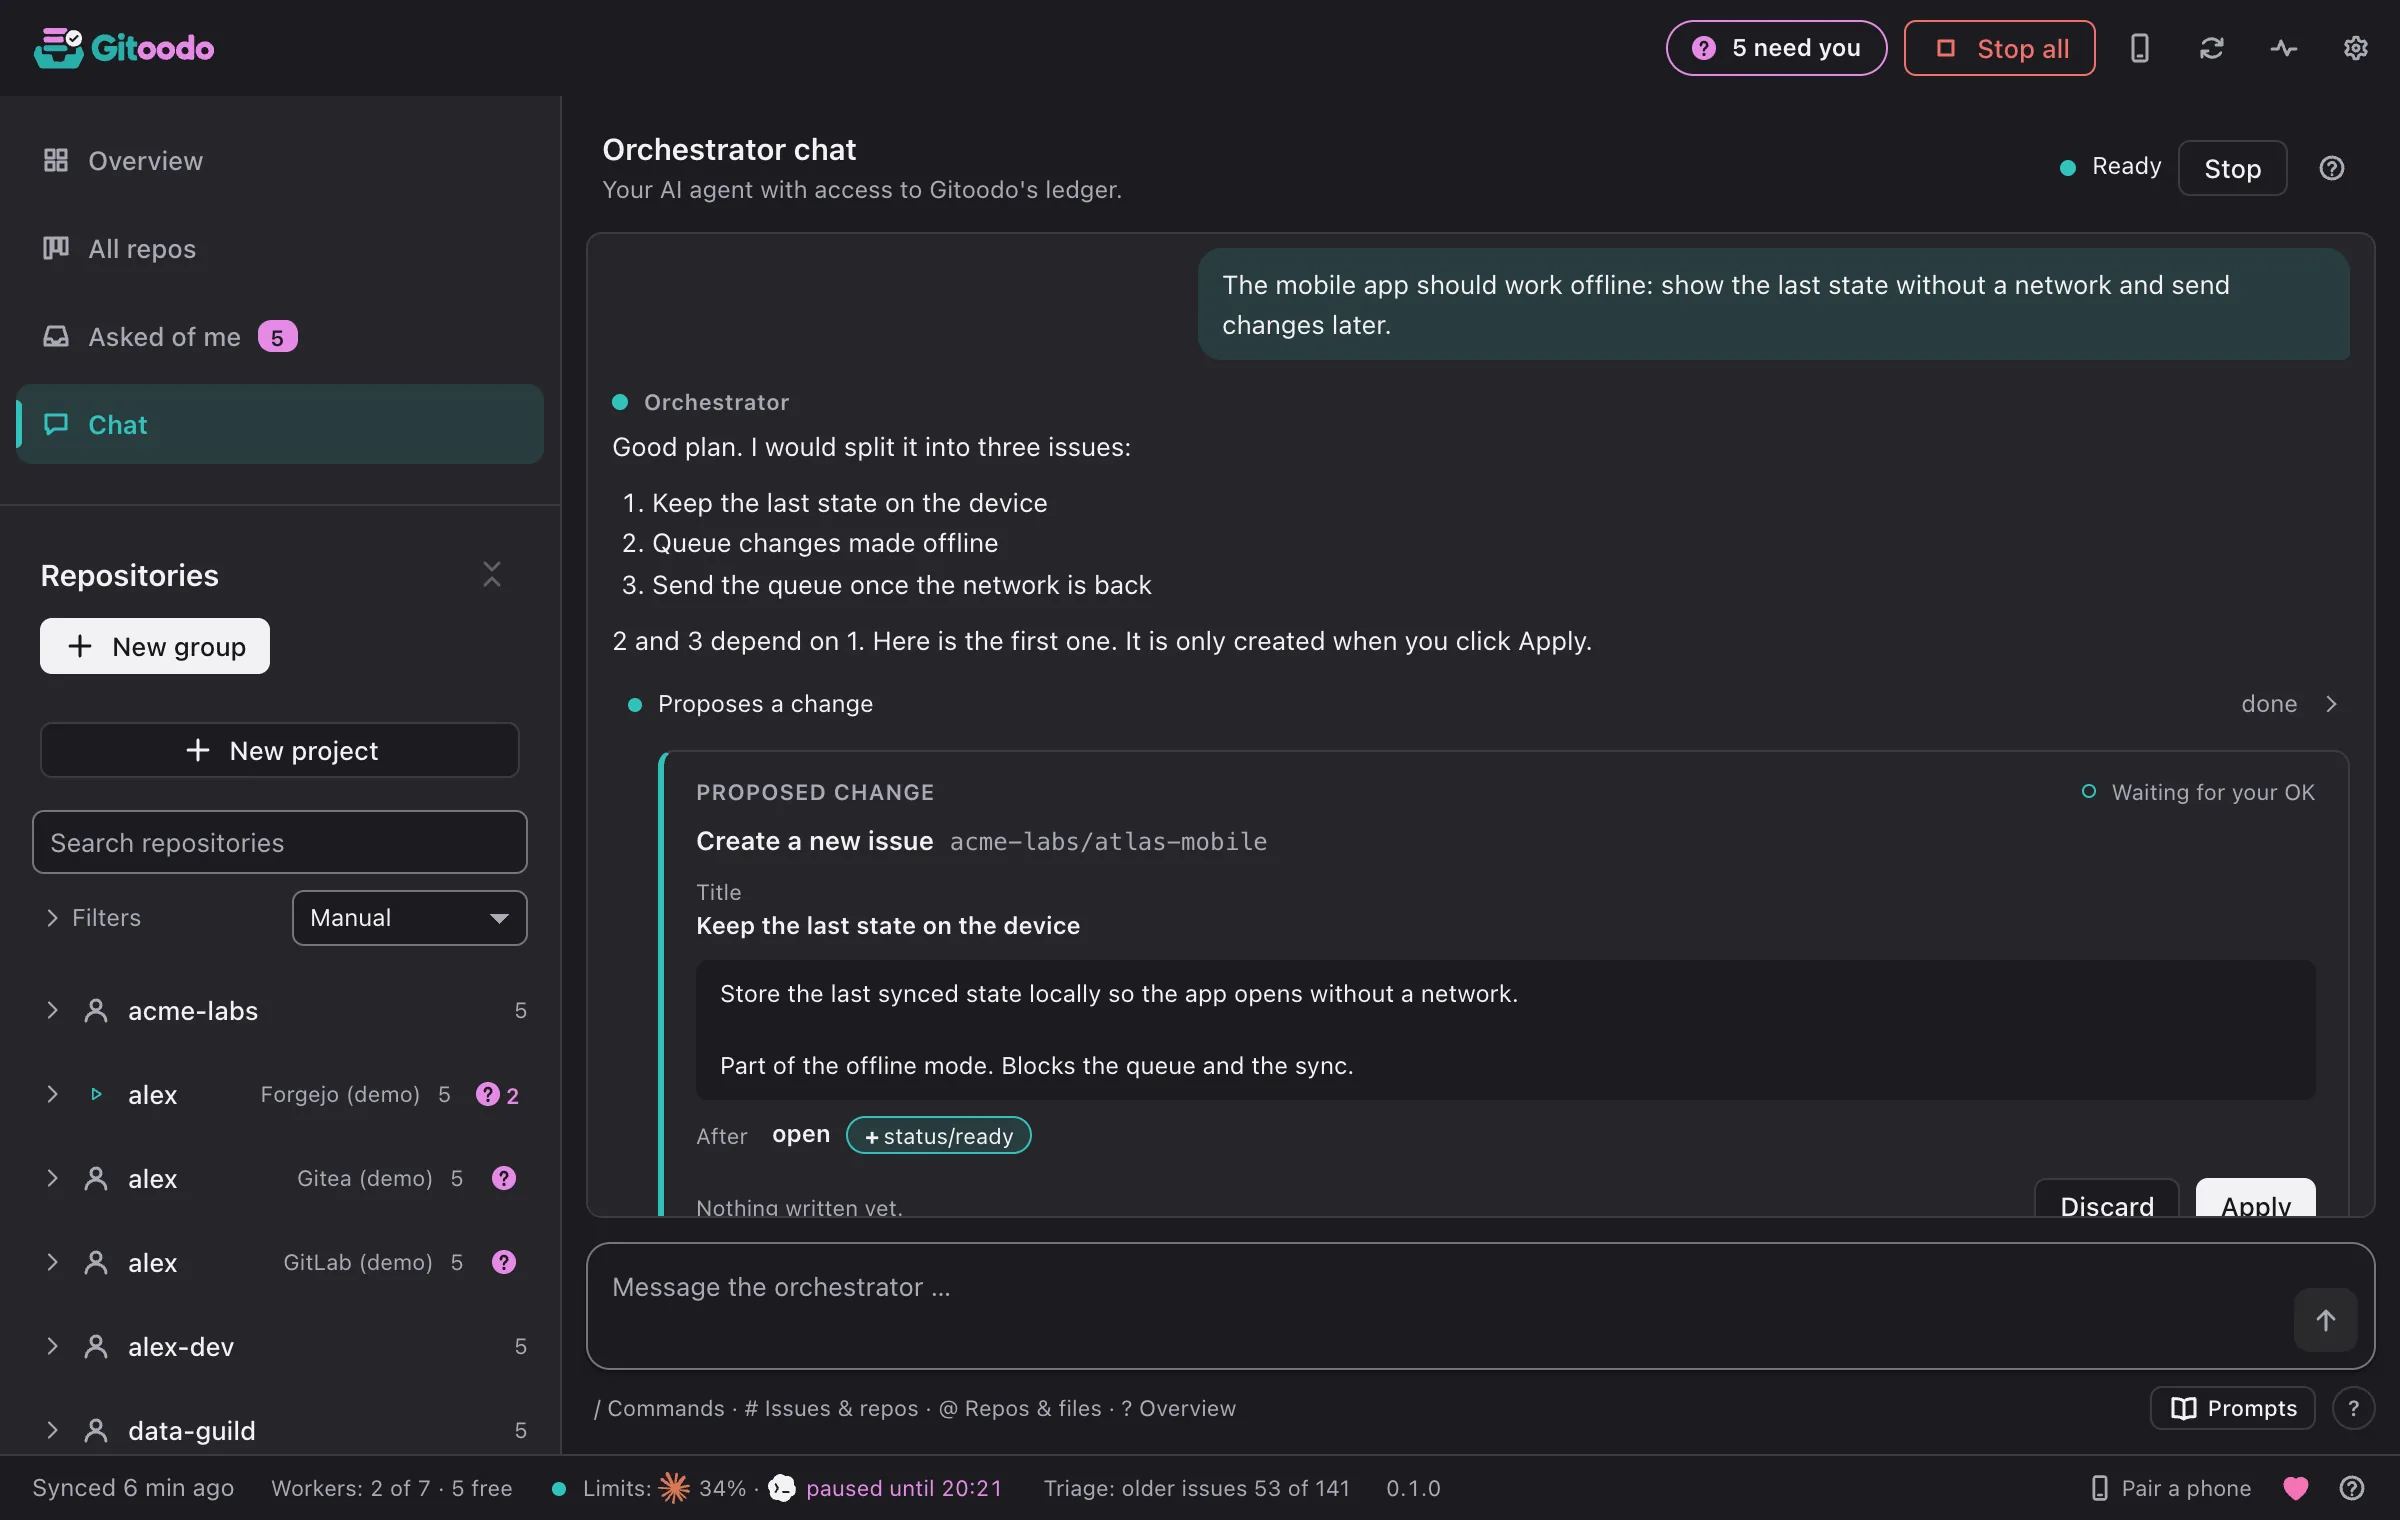 Gitoodo
5 need you
Stop all
Overview
All repos
Asked of me 5
Chat
Repositories
New group
New project
Search repositories
Filters
Manual
acme-labs 5
alex Forgejo (demo) 5 ? 2
alex Gitea (demo) 5 ?
alex GitLab (demo) 5 ?
alex-dev 5
data-guild 5
Orchestrator chat
Your AI agent with access to Gitoodo's ledger.
Ready
Stop
The mobile app should work offline: show the last state without a network and send
changes later.
Orchestrator
Good plan. I would split it into three issues:
1. Keep the last state on the device
2. Queue changes made offline
3. Send the queue once the network is back
2 and 3 depend on 1. Here is the first one. It is only created when you click Apply.
Proposes a change
done
PROPOSED CHANGE
Waiting for your OK
Create a new issue acme-labs/atlas-mobile
Title
Keep the last state on the device
Store the last synced state locally so the app opens without a network.
Part of the offline mode. Blocks the queue and the sync.
After open +status/ready
Nothing written yet.
Discard
Apply
Message the orchestrator ...
/ Commands · # Issues & repos · @ Repos & files · ? Overview
Prompts
?
Synced 6 min ago
Workers: 2 of 7 · 5 free
Limits: 34% · paused until 20:21
Triage: older issues 53 of 141
0.1.0
Pair a phone